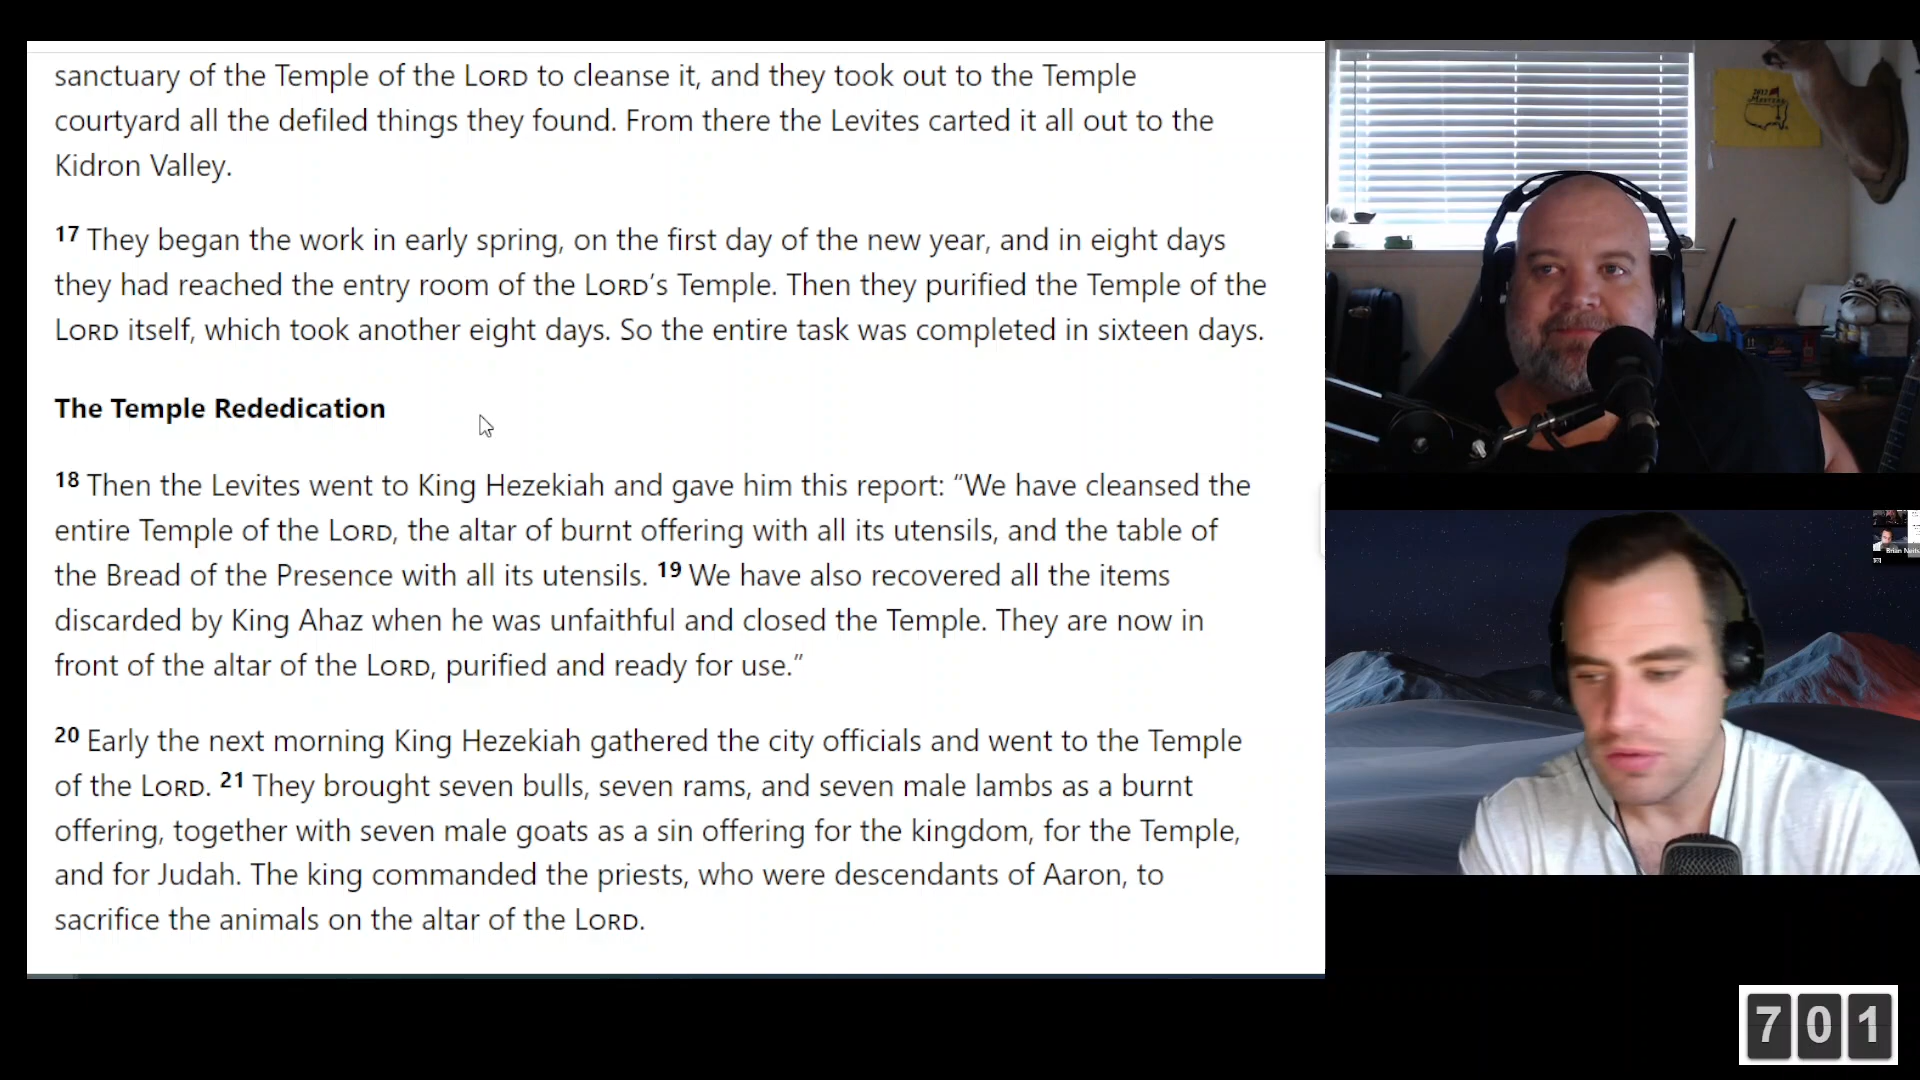 sanctuary of the Temple of the LORD to cleanse it, and they took out to the Temple
courtyard all the defiled things they found. From there the Levites carted it all out to the
Kidron Valley.
17 They began the work in early spring, on the first day of the new year, and in eight days
they had reached the entry room of the LORD’s Temple. Then they purified the Temple of the
LORD itself, which took another eight days. So the entire task was completed in sixteen days.
The Temple Rededication
18 Then the Levites went to King Hezekiah and gave him this report: “We have cleansed the
entire Temple of the LORD, the altar of burnt offering with all its utensils, and the table of
the Bread of the Presence with all its utensils. 19 We have also recovered all the items
discarded by King Ahaz when he was unfaithful and closed the Temple. They are now in
front of the altar of the LORD, purified and ready for use.”
20 Early the next morning King Hezekiah gathered the city officials and went to the Temple
of the LORD. 21 They brought seven bulls, seven rams, and seven male lambs as a burnt
offering, together with seven male goats as a sin offering for the kingdom, for the Temple,
and for Judah. The king commanded the priests, who were descendants of Aaron, to
sacrifice the animals on the altar of the LORD.
Brian
701